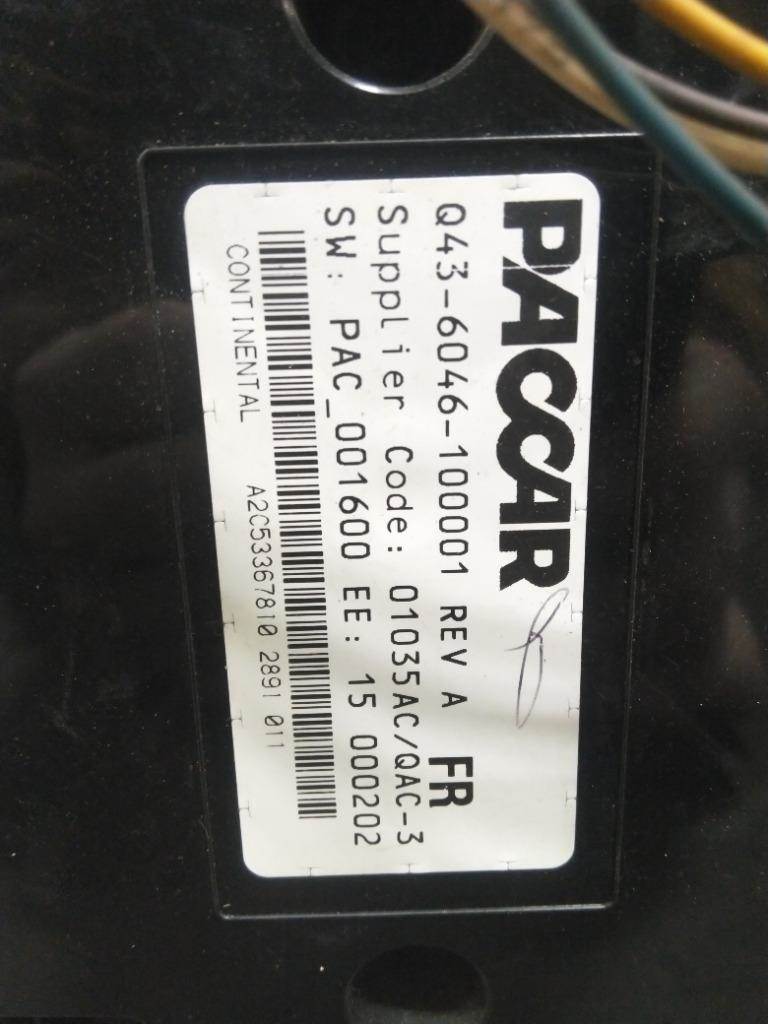 PACCAR
Q43-6046-100001 REV A FR
Supplier Code: 01035AC/QAC-3
SW: PAC_001600 EE: 15 000202
CONTINENTAL A2C53367810 2891 011